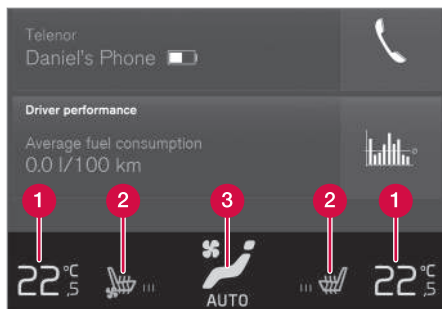 Telenor
Daniel's Phone
Driver performance
Average fuel consumption
0.0 l/100 km
1 2 3 2 1
22,5 °C 22,5 °C
AUTO